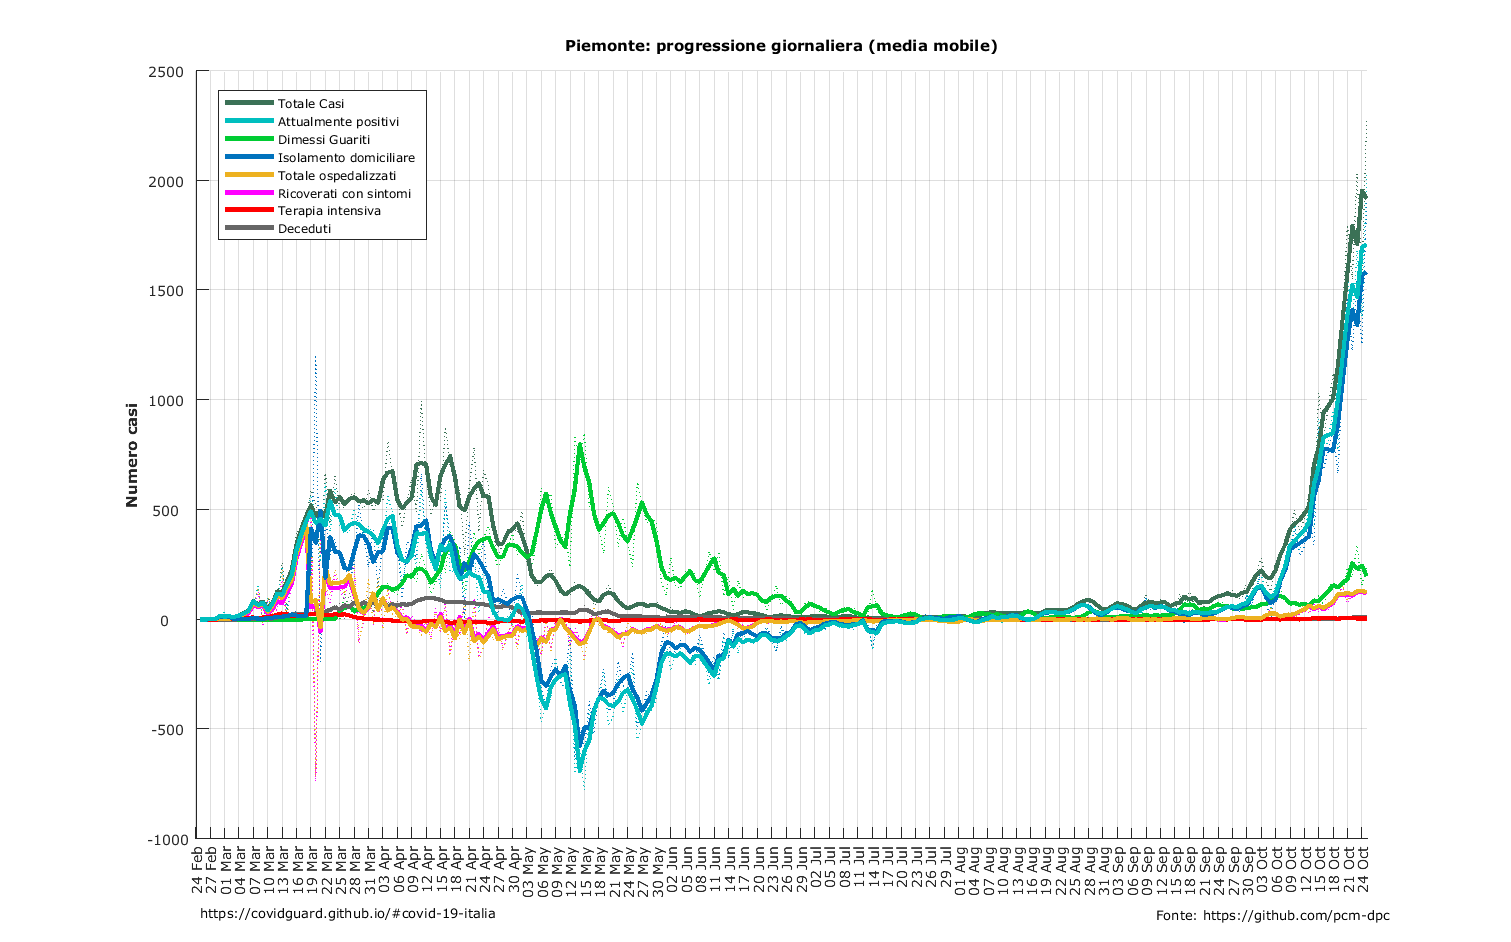 Piemonte: progressione giornaliera (media mobile)
2500
2000
1500
1000
500
0
-500
-1000
Numero casi
Totale Casi
Attualmente positivi
Dimessi Guariti
Isolamento domiciliare
Totale ospedalizzati
Ricoverati con sintomi
Terapia intensiva
Deceduti
24 Feb
27 Feb
01 Mar
04 Mar
07 Mar
10 Mar
13 Mar
16 Mar
19 Mar
22 Mar
25 Mar
28 Mar
31 Mar
03 Apr
06 Apr
09 Apr
12 Apr
15 Apr
18 Apr
21 Apr
24 Apr
27 Apr
30 Apr
03 May
06 May
09 May
12 May
15 May
18 May
21 May
24 May
27 May
30 May
02 Jun
05 Jun
08 Jun
11 Jun
14 Jun
17 Jun
20 Jun
23 Jun
26 Jun
29 Jun
02 Jul
05 Jul
08 Jul
11 Jul
14 Jul
17 Jul
20 Jul
23 Jul
26 Jul
29 Jul
01 Aug
04 Aug
07 Aug
10 Aug
13 Aug
16 Aug
19 Aug
22 Aug
25 Aug
28 Aug
31 Aug
03 Sep
06 Sep
09 Sep
12 Sep
15 Sep
18 Sep
21 Sep
24 Sep
27 Sep
30 Sep
03 Oct
06 Oct
09 Oct
12 Oct
15 Oct
18 Oct
21 Oct
24 Oct
https://covidguard.github.io/#covid-19-italia
Fonte: https://github.com/pcm-dpc